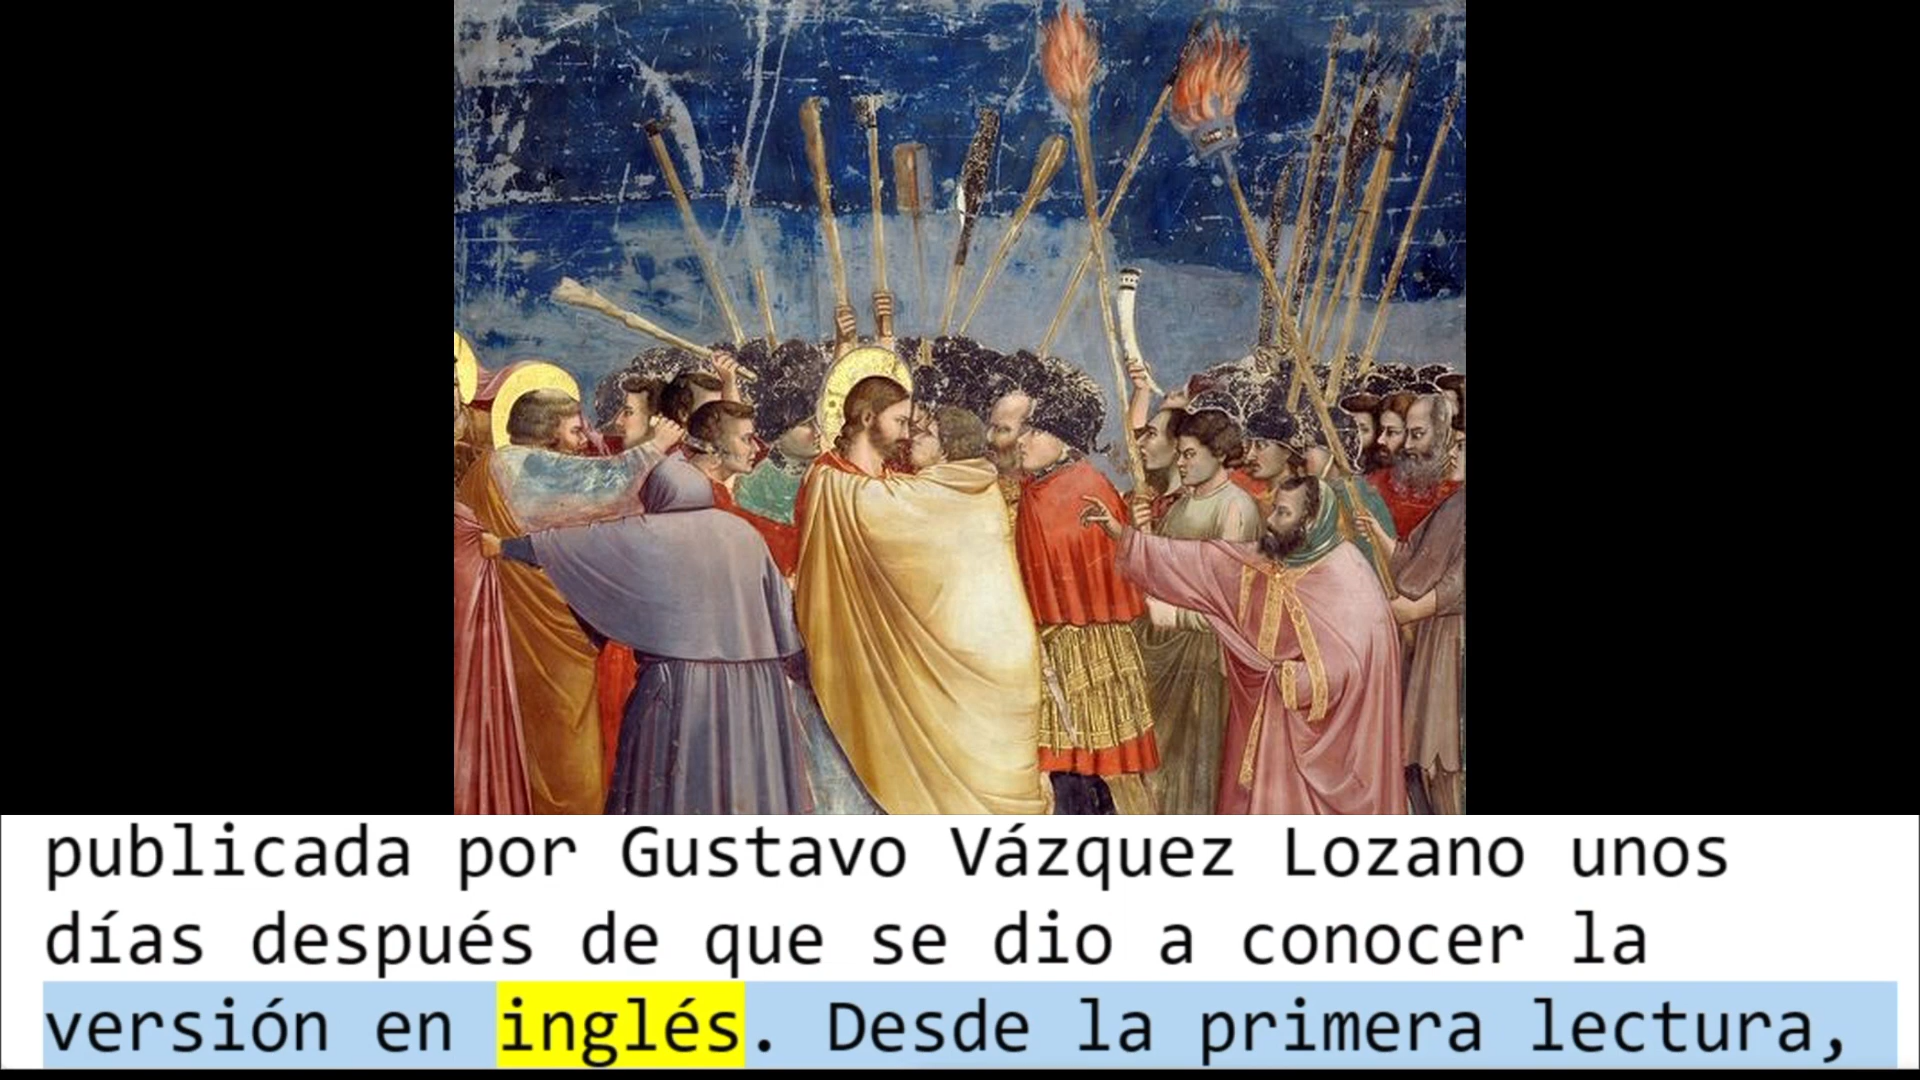 publicada por Gustavo Vázquez Lozano unos
días después de que se dio a conocer la
versión en inglés. Desde la primera lectura,